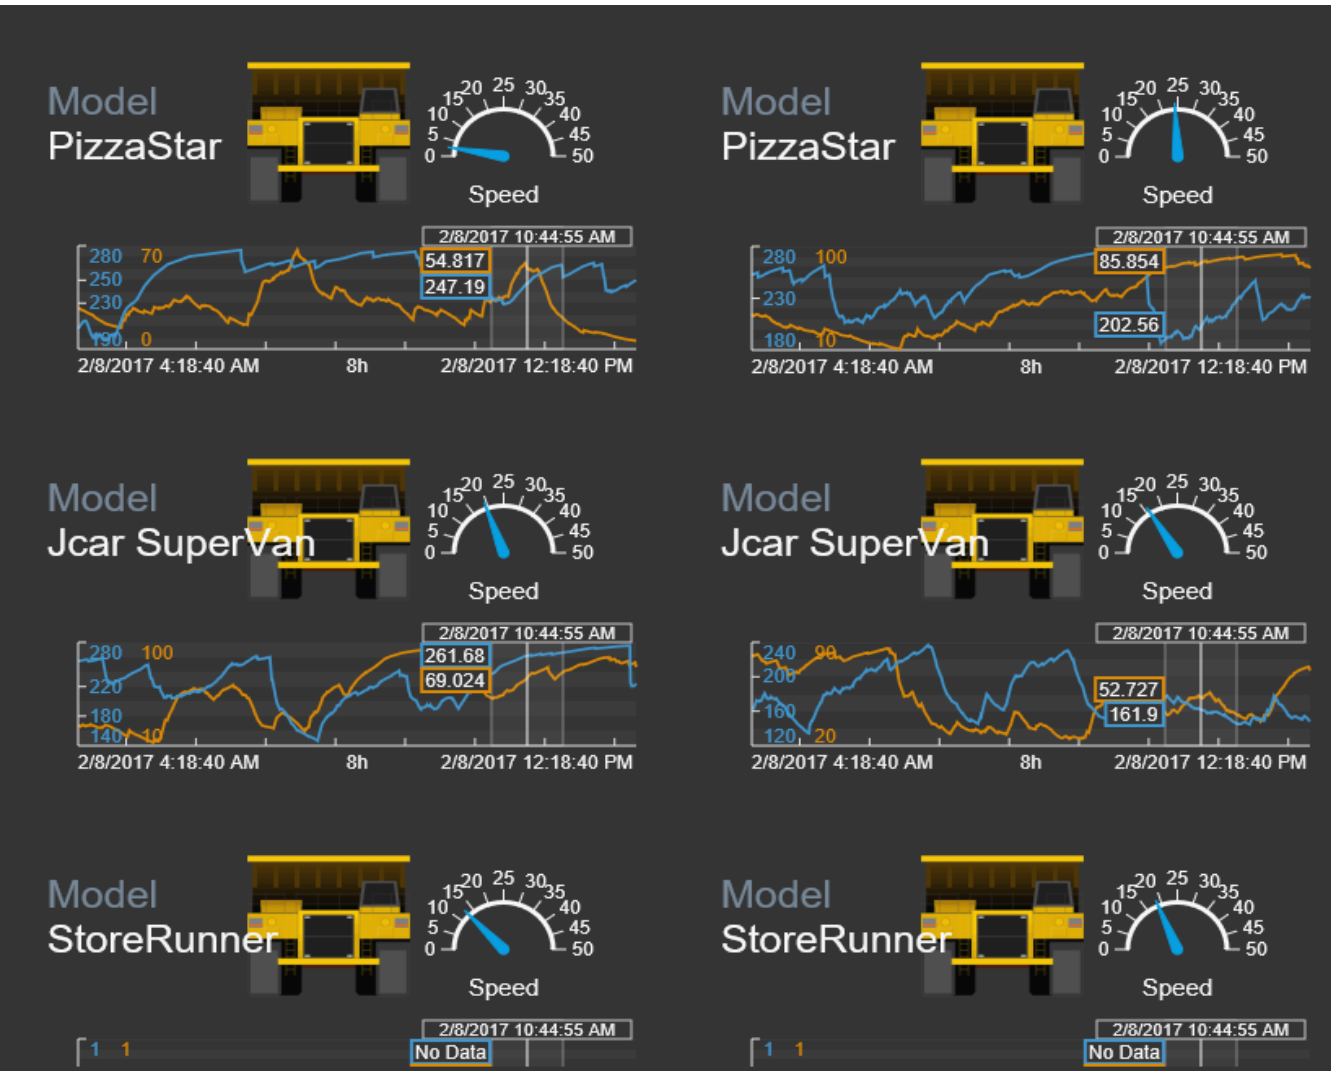 Model
PizzaStar
0 5 10 15 20 25 30 35 40 45 50
Speed
2/8/2017 10:44:55 AM
280 70
54.817
250
247.19
230
190 0
2/8/2017 4:18:40 AM 8h 2/8/2017 12:18:40 PM
Model
PizzaStar
0 5 10 15 20 25 30 35 40 45 50
Speed
2/8/2017 10:44:55 AM
280 100
85.854
230
202.56
180 10
2/8/2017 4:18:40 AM 8h 2/8/2017 12:18:40 PM
Model
Jcar SuperVan
0 5 10 15 20 25 30 35 40 45 50
Speed
2/8/2017 10:44:55 AM
280 100
261.68
69.024
220
180
140 10
2/8/2017 4:18:40 AM 8h 2/8/2017 12:18:40 PM
Model
Jcar SuperVan
0 5 10 15 20 25 30 35 40 45 50
Speed
2/8/2017 10:44:55 AM
240 90
200
52.727
160
161.9
120 20
2/8/2017 4:18:40 AM 8h 2/8/2017 12:18:40 PM
Model
StoreRunner
0 5 10 15 20 25 30 35 40 45 50
Speed
2/8/2017 10:44:55 AM
1 1
No Data
Model
StoreRunner
0 5 10 15 20 25 30 35 40 45 50
Speed
2/8/2017 10:44:55 AM
1 1
No Data